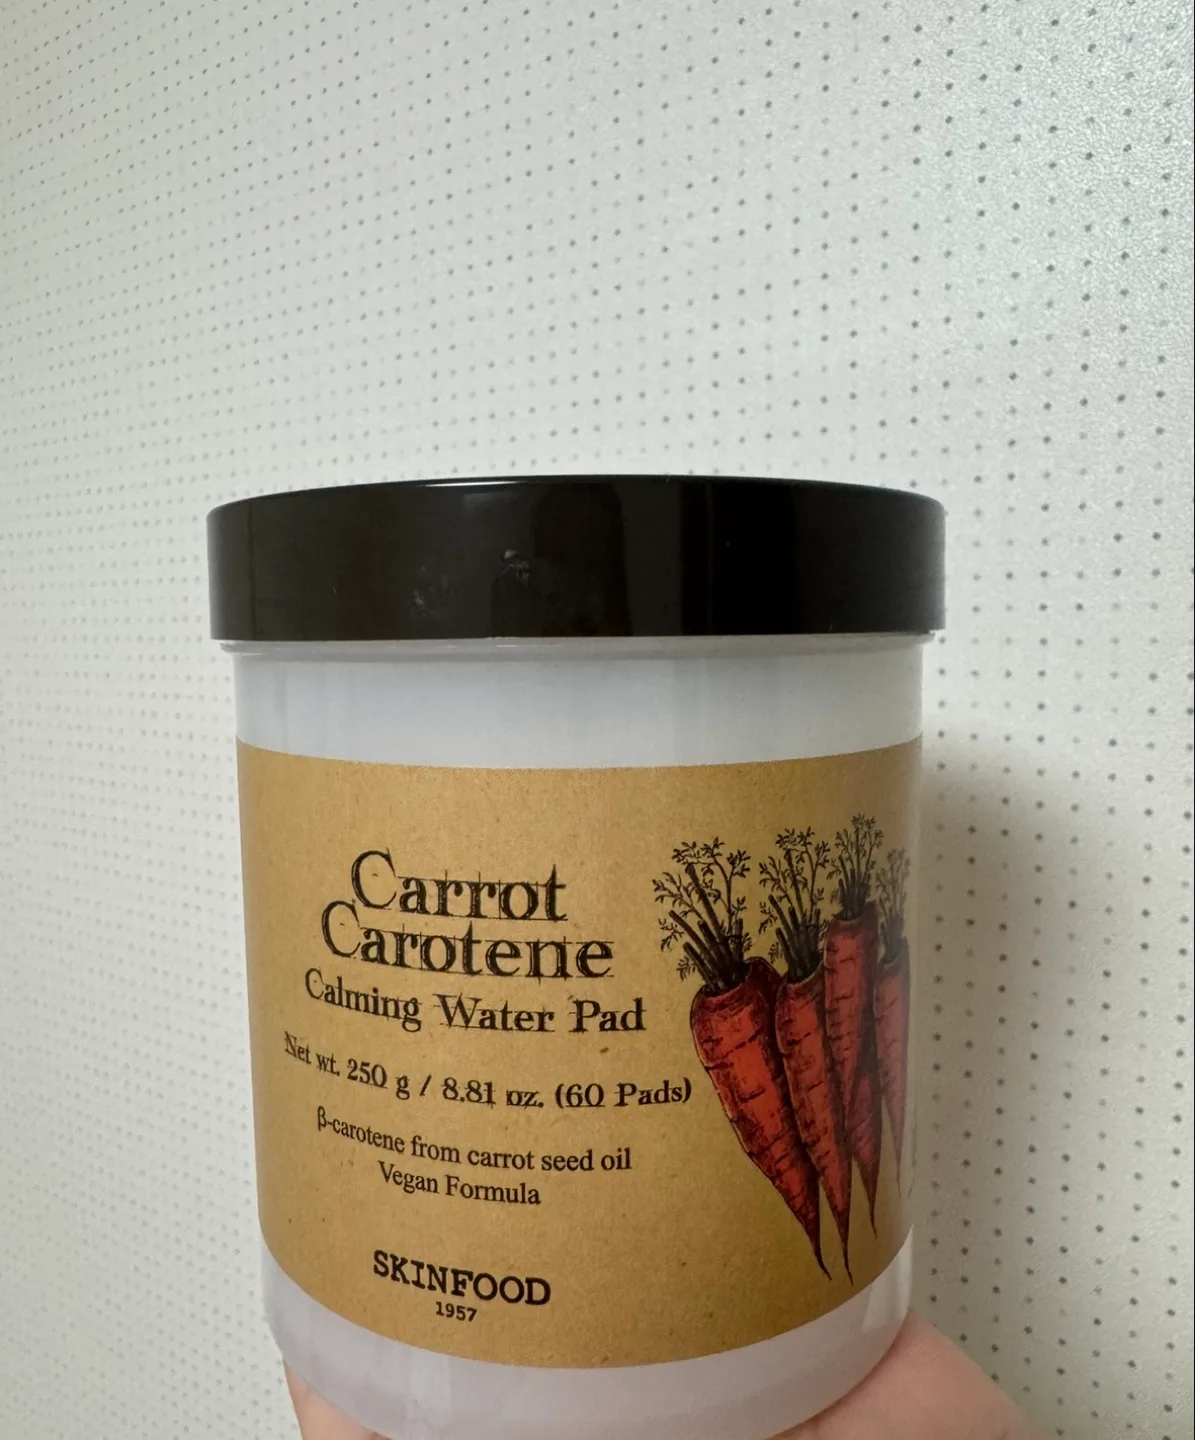 Carrot
Carotene
Calming Water Pad
Net wt. 250 g / 8.81 oz. (60 Pads)
β-carotene from carrot seed oil
Vegan Formula
SKINFOOD
1957